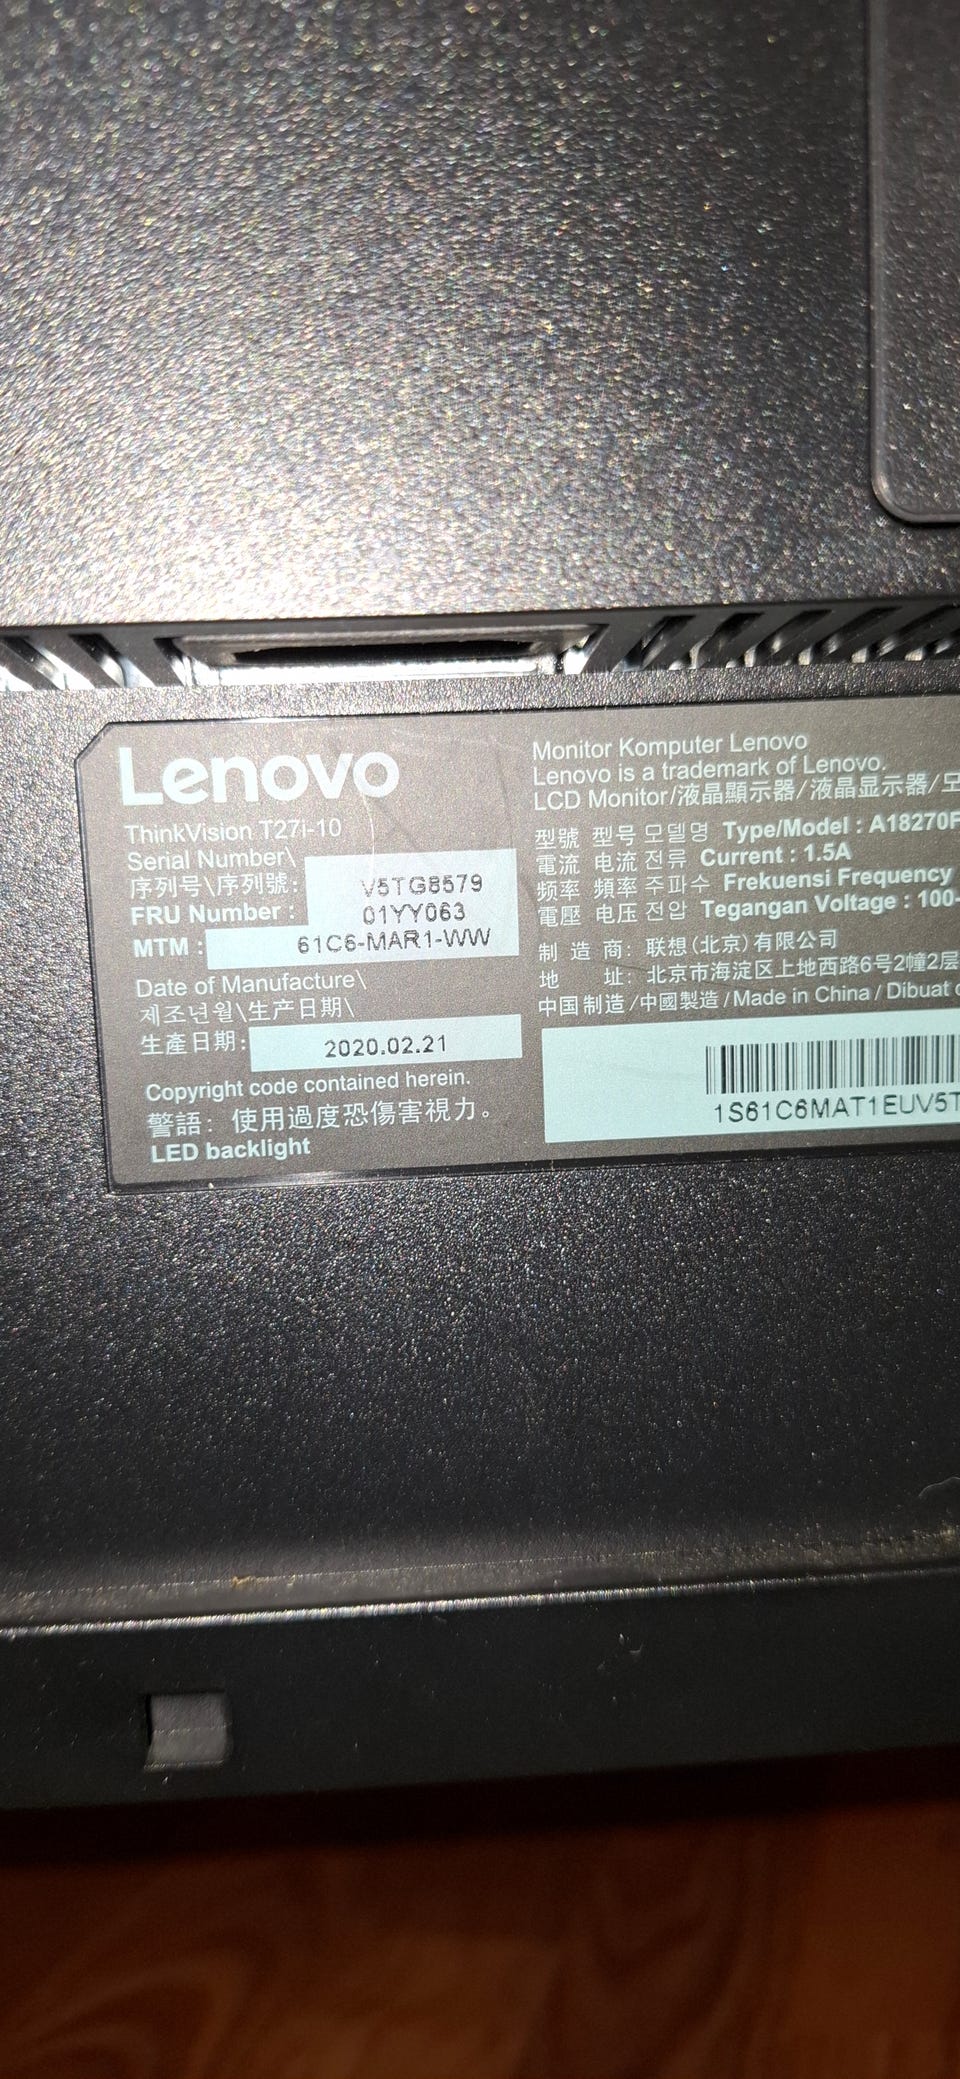 Lenovo
ThinkVision T27i-10
Serial Number\
序列号\序列號: V5TG8579
FRU Number : 01YY063
MTM : 61C6-MAR1-WW
Date of Manufacture\
제조년월\生产日期\
生產日期: 2020.02.21
Copyright code contained herein.
警語: 使用過度恐傷害視力。
LED backlight
Monitor Komputer Lenovo
Lenovo is a trademark of Lenovo.
LCD Monitor/液晶顯示器/液晶显示器/모
型號 型号 모델명 Type/Model : A18270F
電流 电流 전류 Current : 1.5A
频率 頻率 주파수 Frekuensi Frequency
電壓 电压 전압 Tegangan Voltage : 100-
制 造 商: 联想(北京)有限公司
地 址: 北京市海淀区上地西路6号2幢2层
中国制造/中國製造/Made in China/Dibuat
1S61C6MAT1EUV5T